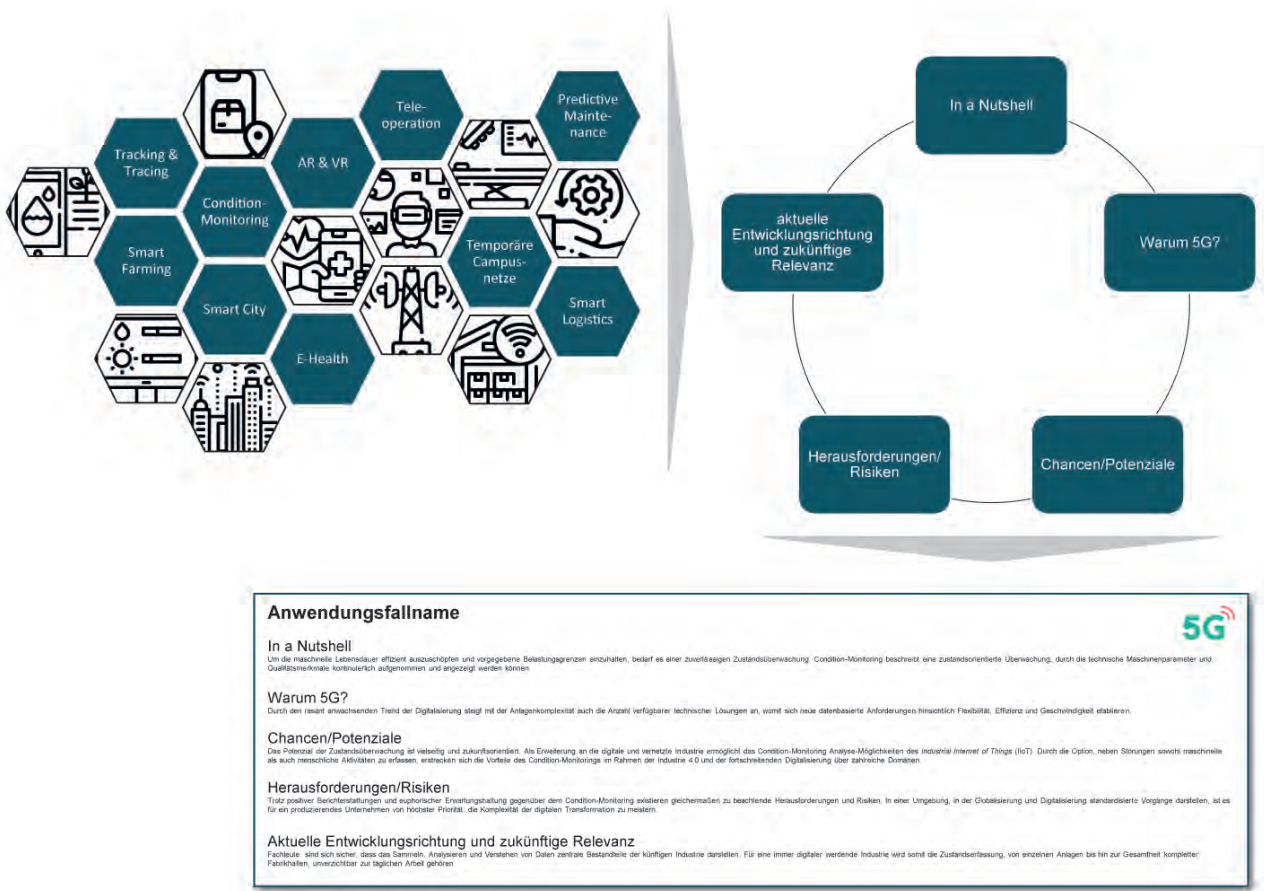 Tele-
operation
Predictive
Mainte-
nance
Tracking &
Tracing
AR & VR
Condition-
Monitoring
Smart
Farming
Temporäre
Campus-
netze
Smart City
Smart
Logistics
E-Health
In a Nutshell
Warum 5G?
Chancen/Potenziale
Herausforderungen/
Risiken
aktuelle
Entwicklungsrichtung
und zukünftige
Relevanz
Anwendungsfallname
5G
In a Nutshell
Um die maschinelle Lebensdauer effizient auszuschöpfen und vorgegebene Belastungsgrenzen einzuhalten, bedarf es einer zuverlässigen Zustandsüberwachung. Condition-Monitoring beschreibt eine zustandsorientierte Überwachung, durch die technische Maschinenparameter und
Qualitätsmerkmale kontinuierlich aufgenommen und angezeigt werden können
Warum 5G?
Durch den rasant anwachsenden Trend der Digitalisierung steigt mit der Anlagenkomplexität auch die Anzahl verfügbarer technischer Lösungen an, womit sich neue datenbasierte Anforderungen hinsichtlich Flexibilität, Effizienz und Geschwindigkeit etablieren.
Chancen/Potenziale
Das Potenzial der Zustandsüberwachung ist vielseitig und zukunftsorientiert. Als Erweiterung an die digitale und vernetzte Industrie ermöglicht das Condition-Monitoring Analyse-Möglichkeiten des Industrial Internet of Things (IIoT). Durch die Option, neben Störungen sowohl maschinelle
als auch menschliche Aktivitäten zu erfassen, erstrecken sich die Vorteile des Condition-Monitorings im Rahmen der Industrie 4.0 und der fortschreitenden Digitalisierung über zahlreiche Domänen.
Herausforderungen/Risiken
Trotz positiver Berichterstattungen und euphorischer Erwartungshaltung gegenüber dem Condition-Monitoring existieren gleichermaßen zu beachtende Herausforderungen und Risiken. In einer Umgebung, in der Globalisierung und Digitalisierung standardisierte Vorgänge darstellen, ist es
für ein produzierendes Unternehmen von höchster Priorität, die Komplexität der digitalen Transformation zu meistern.
Aktuelle Entwicklungsrichtung und zukünftige Relevanz
Fachleute sind sich sicher, dass das Sammeln, Analysieren und Verstehen von Daten zentrale Bestandteile der künftigen Industrie darstellen. Für eine immer digitaler werdende Industrie wird somit die Zustandserfassung, von einzelnen Anlagen bis hin zur Gesamtheit kompletter
Fabrikhallen, unverzichtbar zur täglichen Arbeit gehören